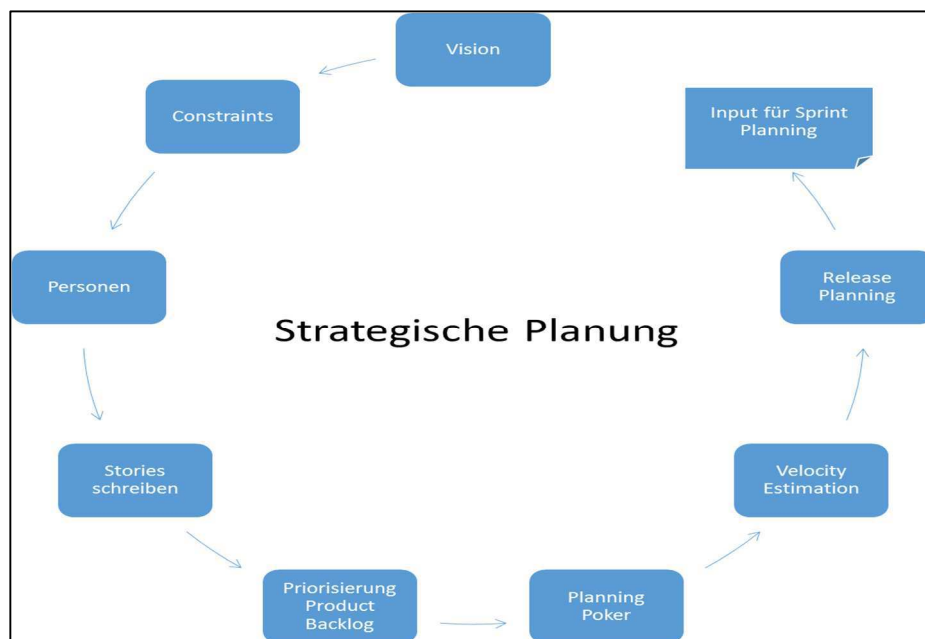 Vision
Constraints
Personen
Stories
schreiben
Priorisierung
Product
Backlog
Planning
Poker
Velocity
Estimation
Release
Planning
Input für Sprint
Planning
Strategische Planung